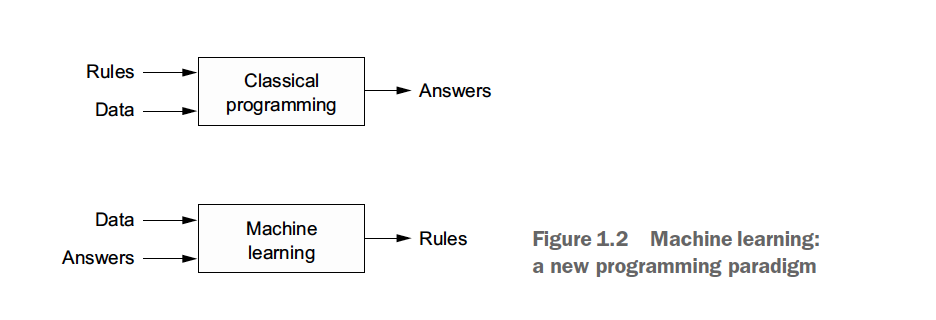 Rules
Data
Classical
programming
Answers
Data
Answers
Machine
learning
Rules
Figure 1.2 Machine learning:
a new programming paradigm